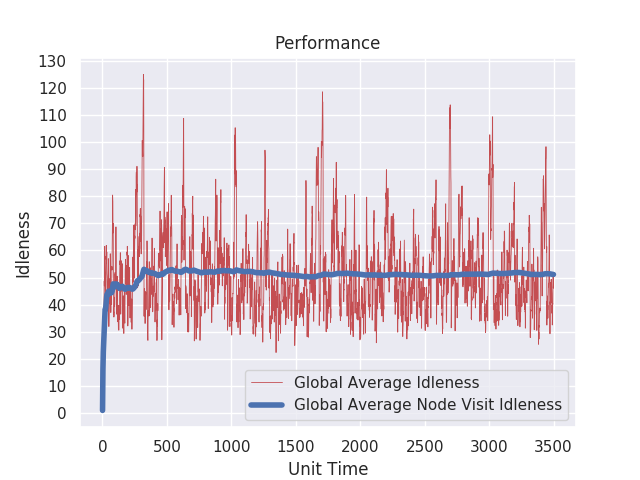 Performance
130
120
110
100
90
80
70
60
50
40
30
20
10
0
Idleness
Global Average Idleness
Global Average Node Visit Idleness
0 500 1000 1500 2000 2500 3000 3500
Unit Time